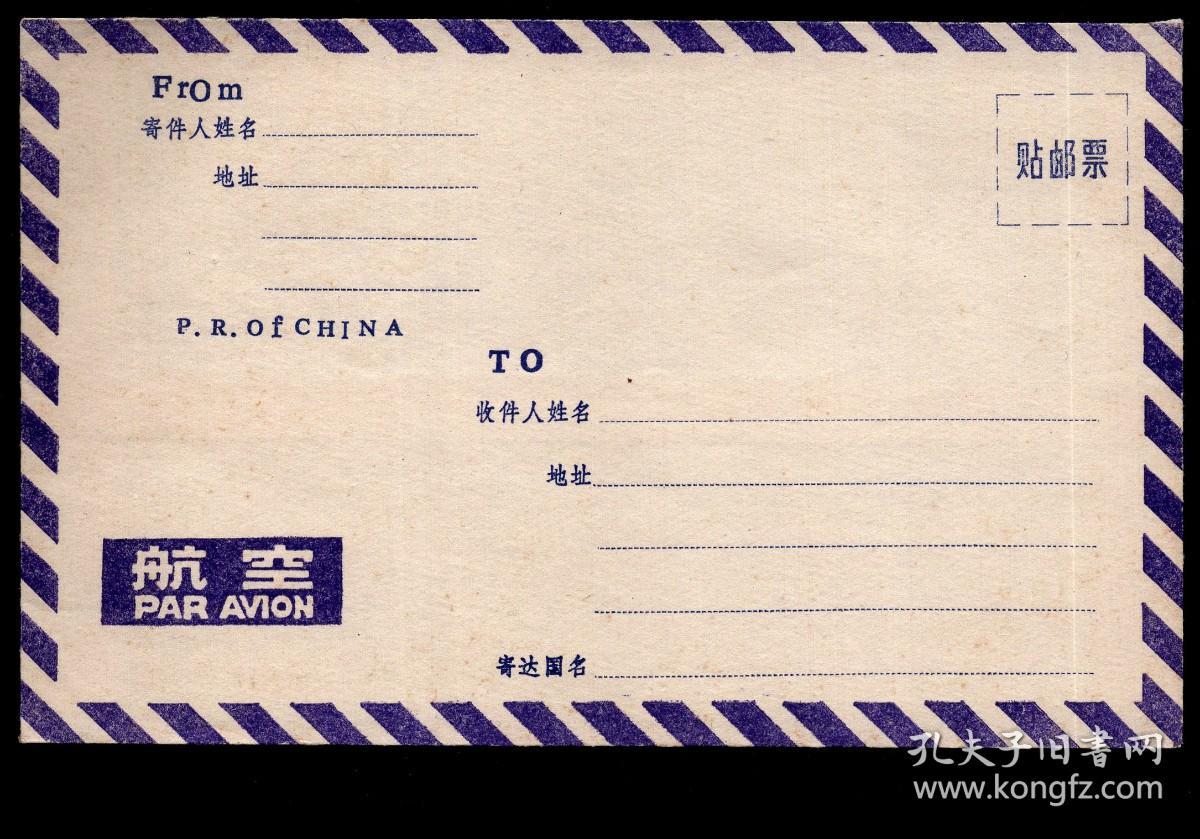 FrOm
寄件人姓名
地址
P.R.Of CHINA
贴邮票
TO
收件人姓名
地址
寄达国名
航空
PAR AVION
孔夫子旧书网
www.kongfz.com